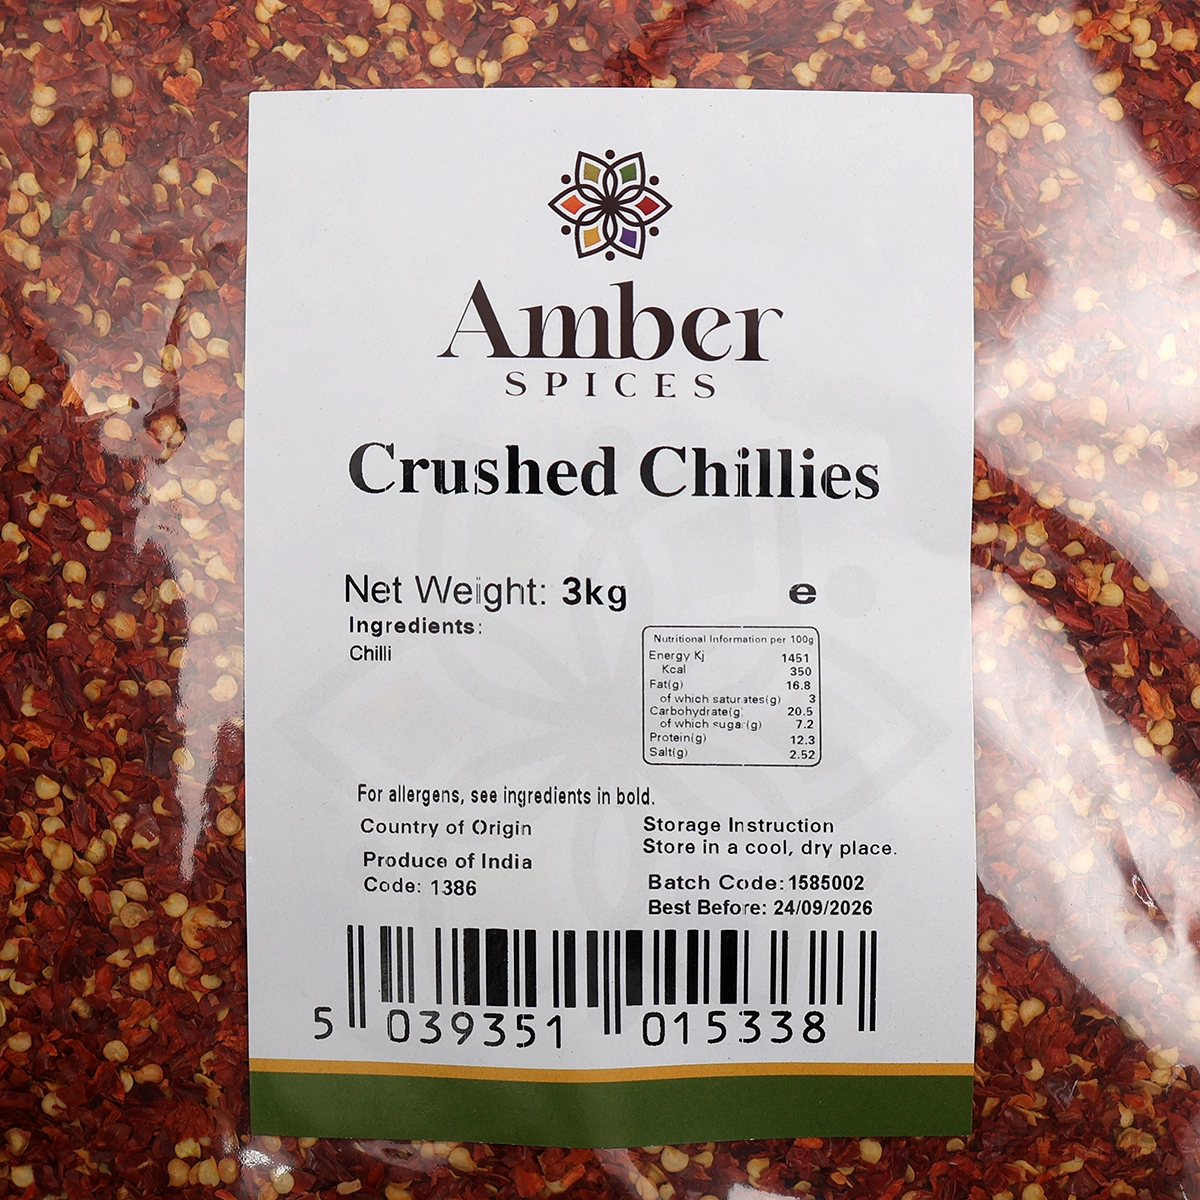 Amber
SPICES
Crushed Chillies
Net Weight: 3kg e
Ingredients:
Chilli
Nutritional Information per 100g
Energy Kj 1451
Kcal 350
Fat(g) 16.8
of which saturates(g) 3
Carbohydrate(g 20.5
of which sugar(g) 7.2
Protein(g) 12.3
Salt(g) 2.52
For allergens, see ingredients in bold.
Country of Origin
Produce of India
Code: 1386
Storage Instruction
Store in a cool, dry place.
Batch Code: 1585002
Best Before: 24/09/2026
5 039351 015338